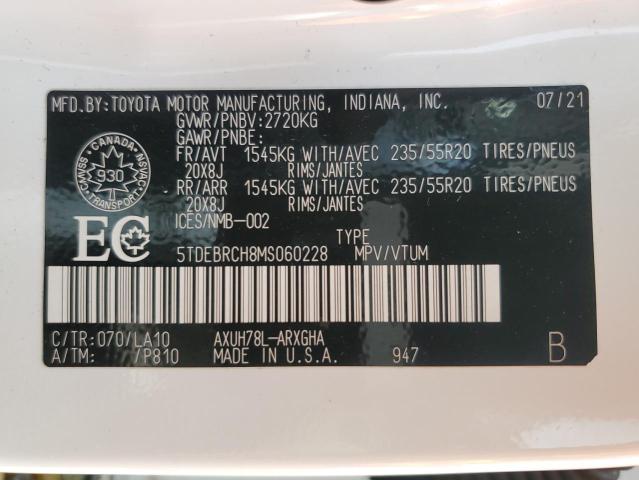 MFD.BY:TOYOTA MOTOR MANUFACTURING, INDIANA, INC. 07/21
GVWR/PNBV:2720KG
GAWR/PNBE:
FR/AVT 1545KG WITH/AVEC 235/55R20 TIRES/PNEUS
20X8J RIMS/JANTES
RR/ARR 1545KG WITH/AVEC 235/55R20 TIRES/PNEUS
20X8J RIMS/JANTES
ICES/NMB-002
CANADA
930
TRANSPORT
CMVSS
NSVAC
EC
TYPE
5TDEBRCH8MS060228 MPV/VTUM
C/TR:070/LA10 AXUH78L-ARXGHA
A/TM: /P810 MADE IN U.S.A. 947 B